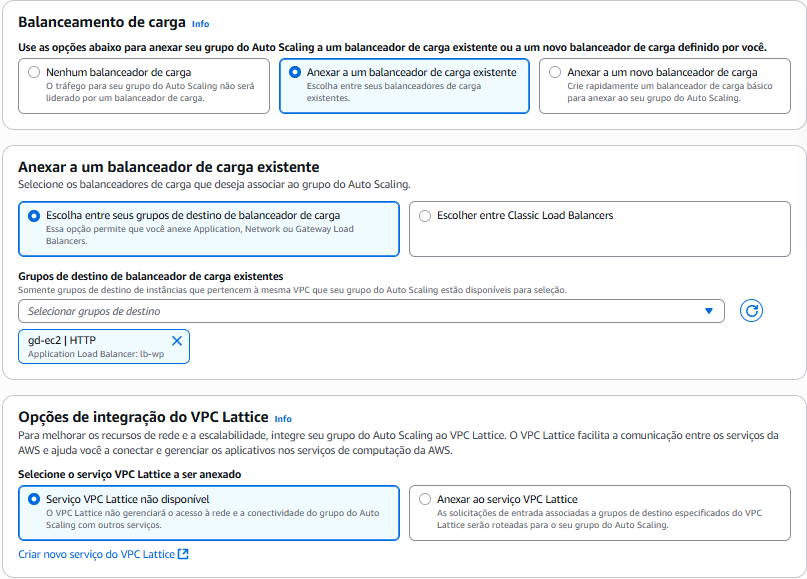 Balanceamento de carga Info
Use as opções abaixo para anexar seu grupo do Auto Scaling a um balanceador de carga existente ou a um novo balanceador de carga definido por você.
Nenhum balanceador de carga
O tráfego para seu grupo do Auto Scaling não será
liderado por um balanceador de carga.
Anexar a um balanceador de carga existente
Escolha entre seus balanceadores de carga
existentes.
Anexar a um novo balanceador de carga
Crie rapidamente um balanceador de carga básico
para anexar ao seu grupo do Auto Scaling.
Anexar a um balanceador de carga existente
Selecione os balanceadores de carga que deseja associar ao grupo do Auto Scaling.
Escolha entre seus grupos de destino de balanceador de carga
Essa opção permite que você anexe Application, Network ou Gateway Load
Balancers.
Escolher entre Classic Load Balancers
Grupos de destino de balanceador de carga existentes
Somente grupos de destino de instâncias que pertencem à mesma VPC que seu grupo do Auto Scaling estão disponíveis para seleção.
Selecionar grupos de destino
gd-ec2 | HTTP
Application Load Balancer: lb-wp
Opções de integração do VPC Lattice Info
Para melhorar os recursos de rede e a escalabilidade, integre seu grupo do Auto Scaling ao VPC Lattice. O VPC Lattice facilita a comunicação entre os serviços da
AWS e ajuda você a conectar e gerenciar os aplicativos nos serviços de computação da AWS.
Selecione o serviço VPC Lattice a ser anexado
Serviço VPC Lattice não disponível
O VPC Lattice não gerenciará o acesso à rede e a conectividade do grupo do Auto
Scaling com outros serviços.
Anexar ao serviço VPC Lattice
As solicitações de entrada associadas a grupos de destino especificados do VPC
Lattice serão roteadas para o seu grupo do Auto Scaling.
Criar novo serviço do VPC Lattice